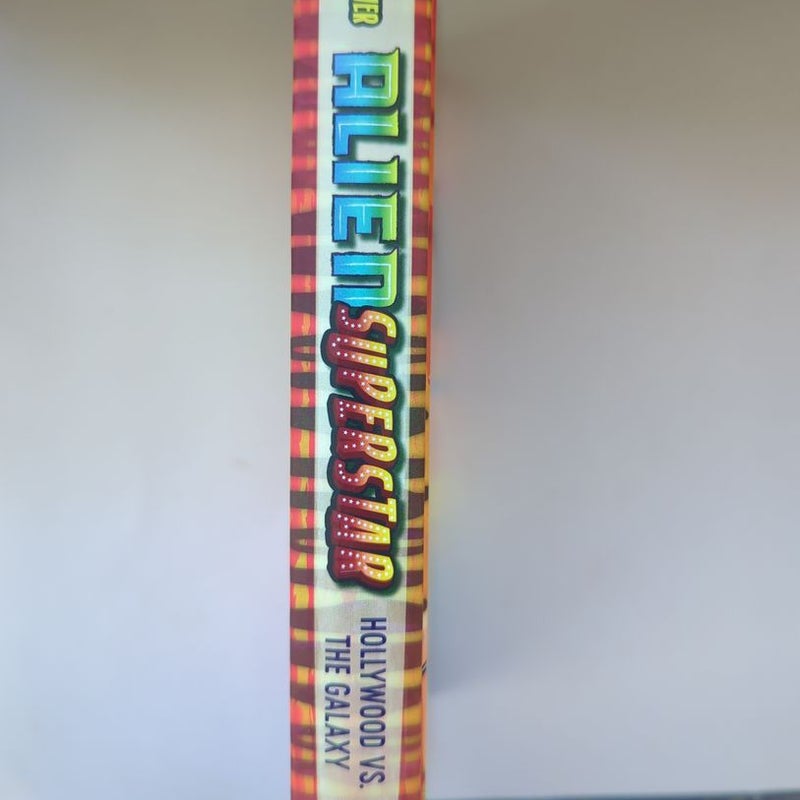 ALIEN
SUPERSTAR
HOLLYWOOD VS.
THE GALAXY